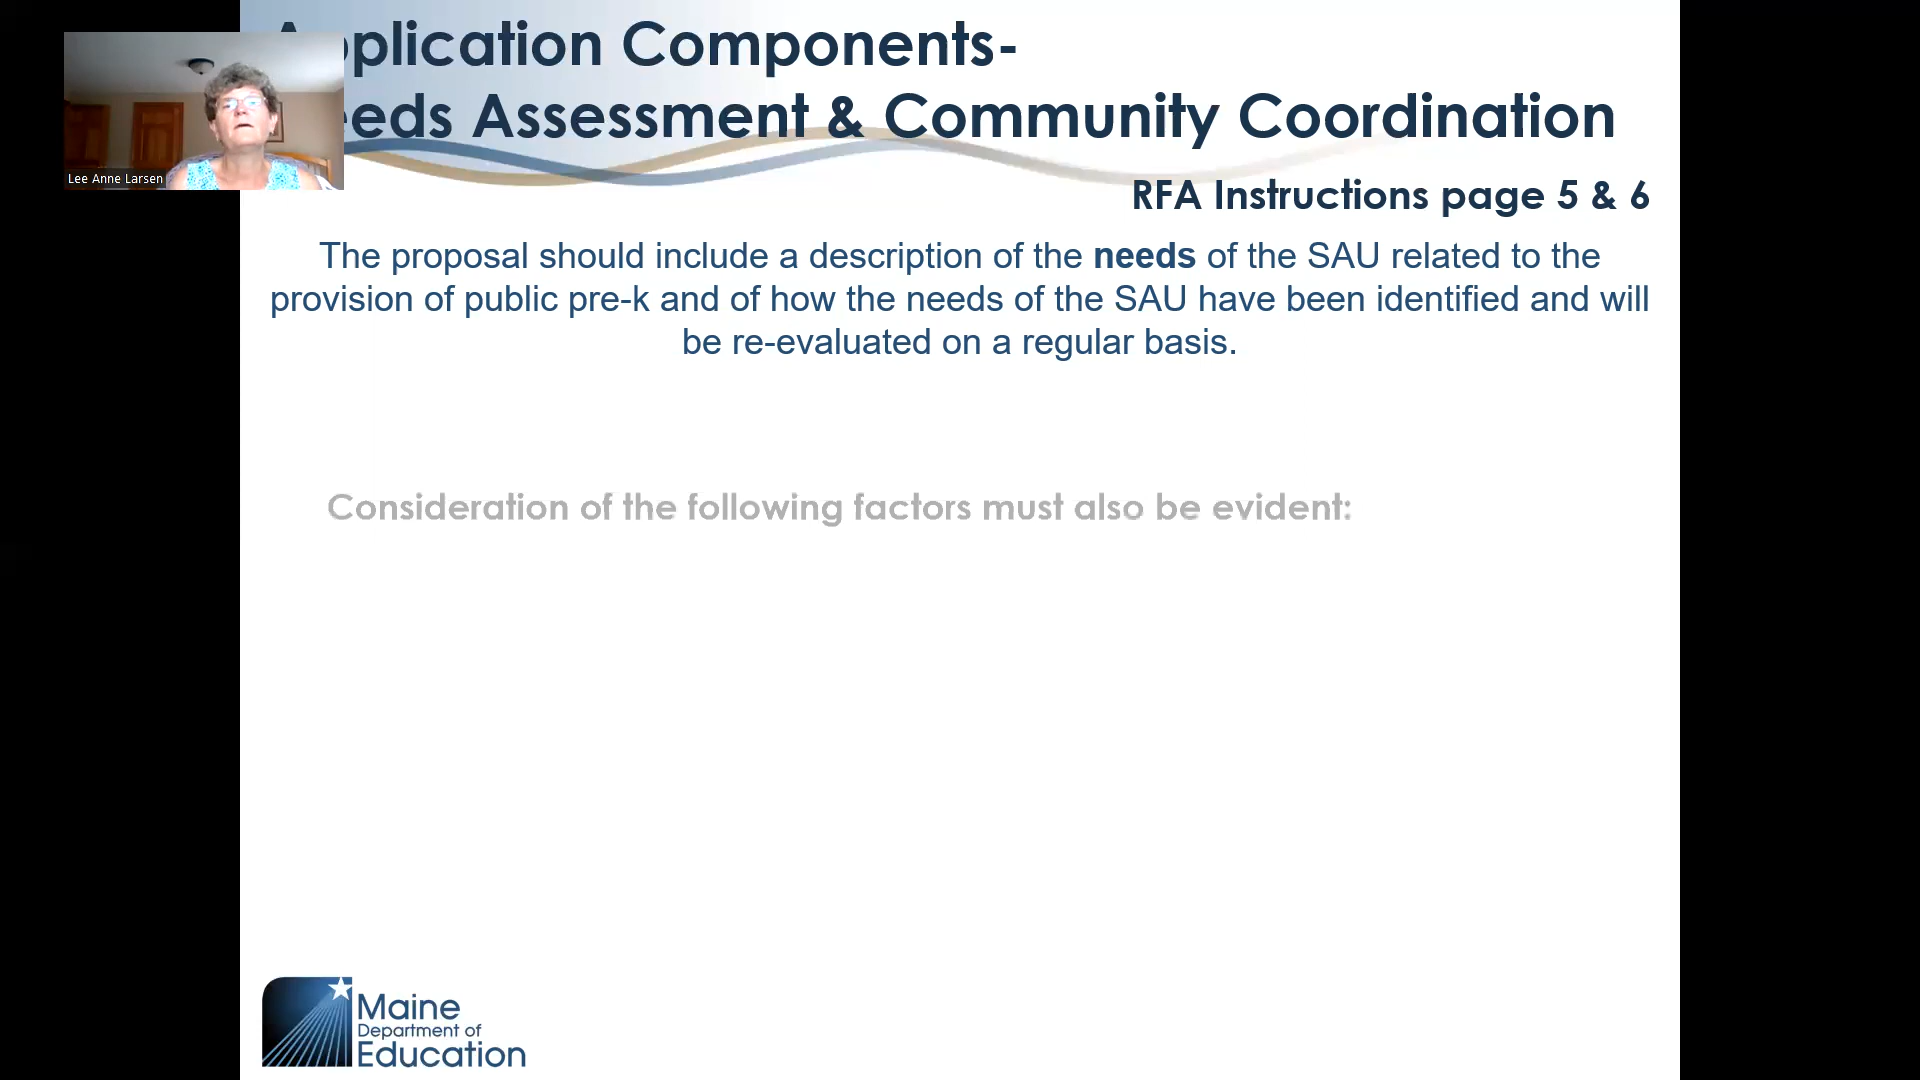 Application Components-
eeds Assessment & Community Coordination
Lee Anne Larsen
RFA Instructions page 5 & 6
The proposal should include a description of the needs of the SAU related to the
provision of public pre-k and of how the needs of the SAU have been identified and will
be re-evaluated on a regular basis.
Consideration of the following factors must also be evident:
Maine
Department of
Education